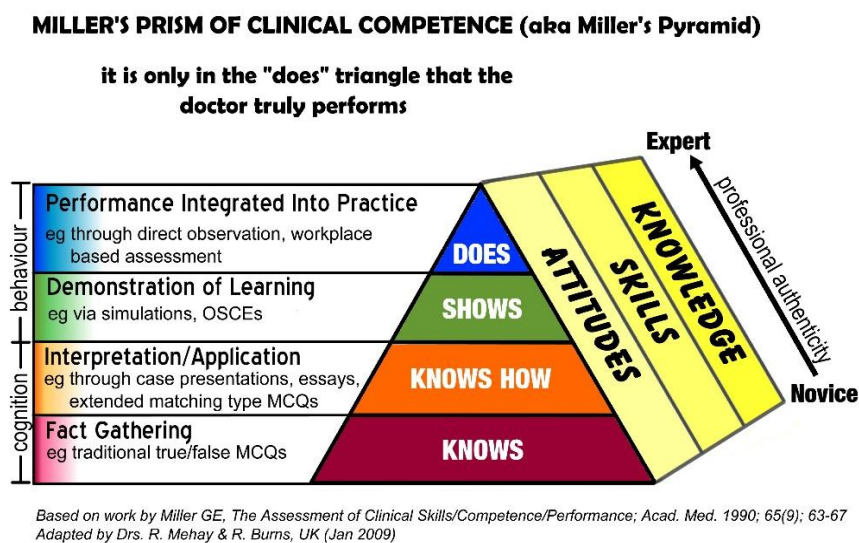 MILLER'S PRISM OF CLINICAL COMPETENCE (aka Miller's Pyramid)
it is only in the "does" triangle that the
doctor truly performs
Expert
professional authenticity
Novice
behaviour
cognition
Performance Integrated Into Practice
eg through direct observation, workplace
based assessment
DOES
Demonstration of Learning
eg via simulations, OSCEs
SHOWS
Interpretation/Application
eg through case presentations, essays,
extended matching type MCQs
KNOWS HOW
Fact Gathering
eg traditional true/false MCQs
KNOWS
ATTITUDES
SKILLS
KNOWLEDGE
Based on work by Miller GE, The Assessment of Clinical Skills/Competence/Performance; Acad. Med. 1990; 65(9); 63-67
Adapted by Drs. R. Mehay & R. Burns, UK (Jan 2009)